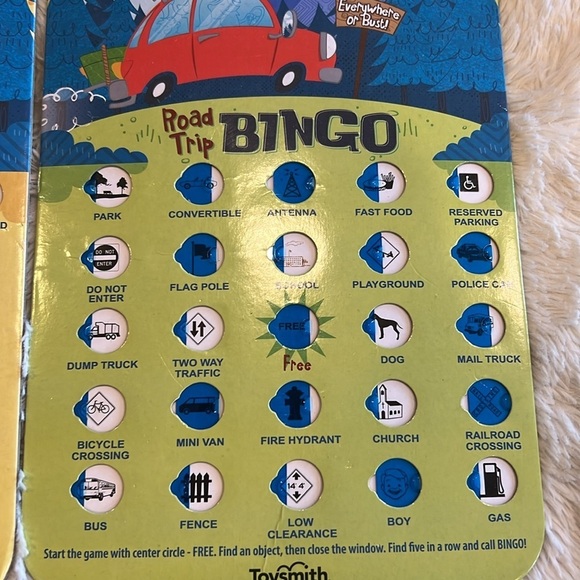 Everywhere
or Bust!
Road
Trip BINGO
PARK CONVERTIBLE ANTENNA FAST FOOD RESERVED
PARKING
DO NOT
ENTER
DO NOT
ENTER FLAG POLE SCHOOL PLAYGROUND POLICE CAR
FREE
DUMP TRUCK TWO WAY
TRAFFIC Free DOG MAIL TRUCK
BICYCLE
CROSSING MINI VAN FIRE HYDRANT CHURCH RAILROAD
CROSSING
14' 4"
BUS FENCE LOW
CLEARANCE BOY GAS
Start the game with center circle - FREE. Find an object, then close the window. Find five in a row and call BINGO!
Toysmith